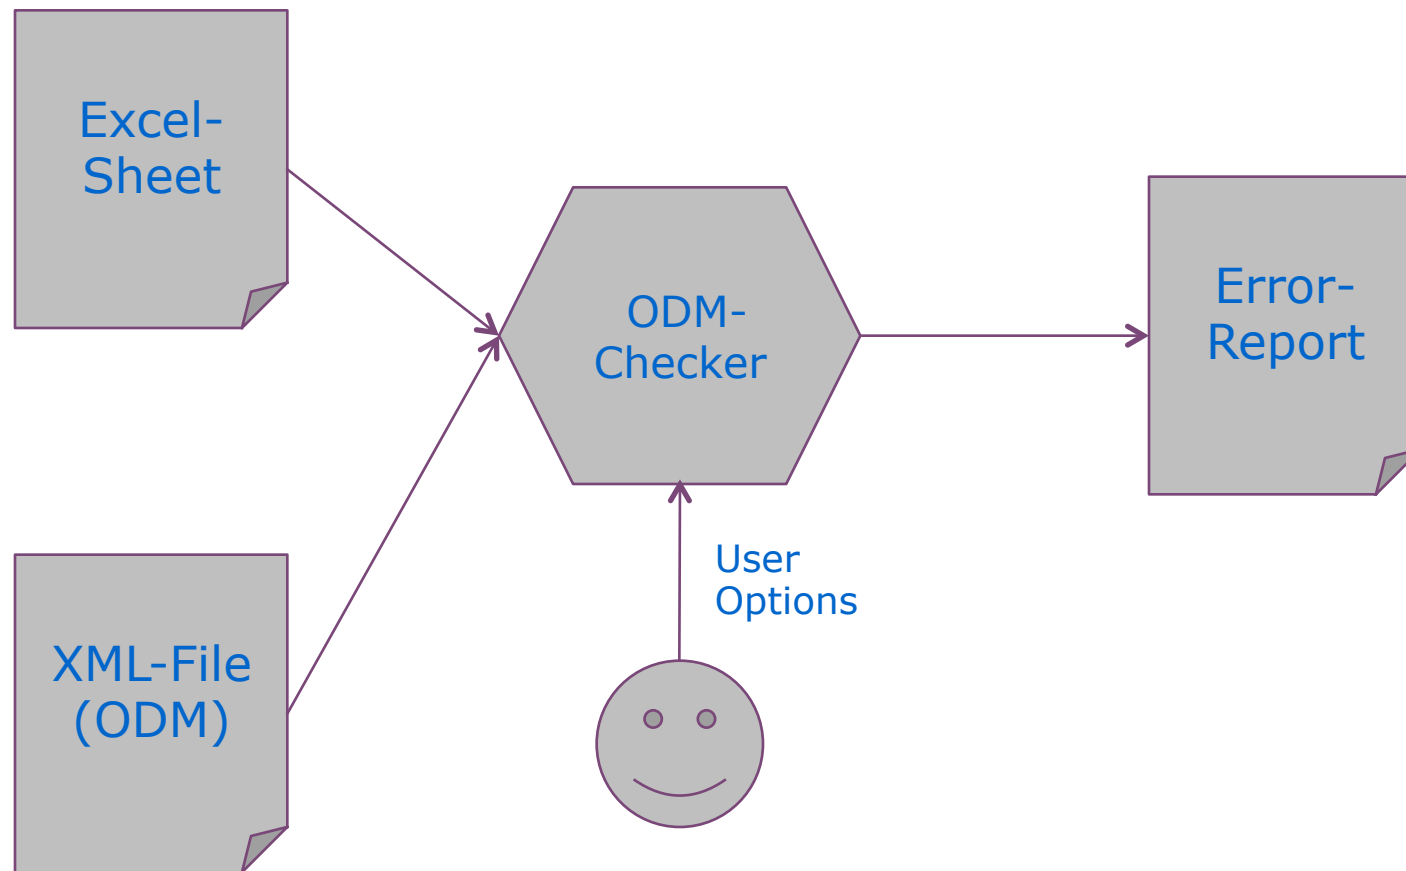 Excel-
Sheet
ODM-
Checker
Error-
Report
User
Options
XML-File
(ODM)